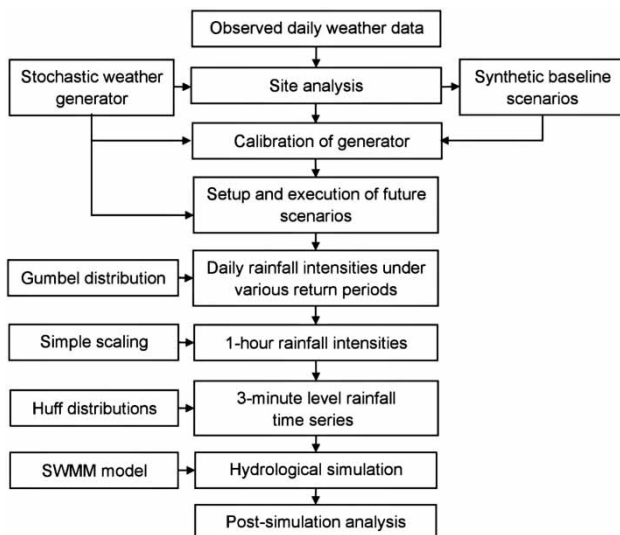 Observed daily weather data
Stochastic weather
generator
Site analysis
Synthetic baseline
scenarios
Calibration of generator
Setup and execution of future
scenarios
Gumbel distribution
Daily rainfall intensities under
various return periods
Simple scaling
1-hour rainfall intensities
Huff distributions
3-minute level rainfall
time series
SWMM model
Hydrological simulation
Post-simulation analysis